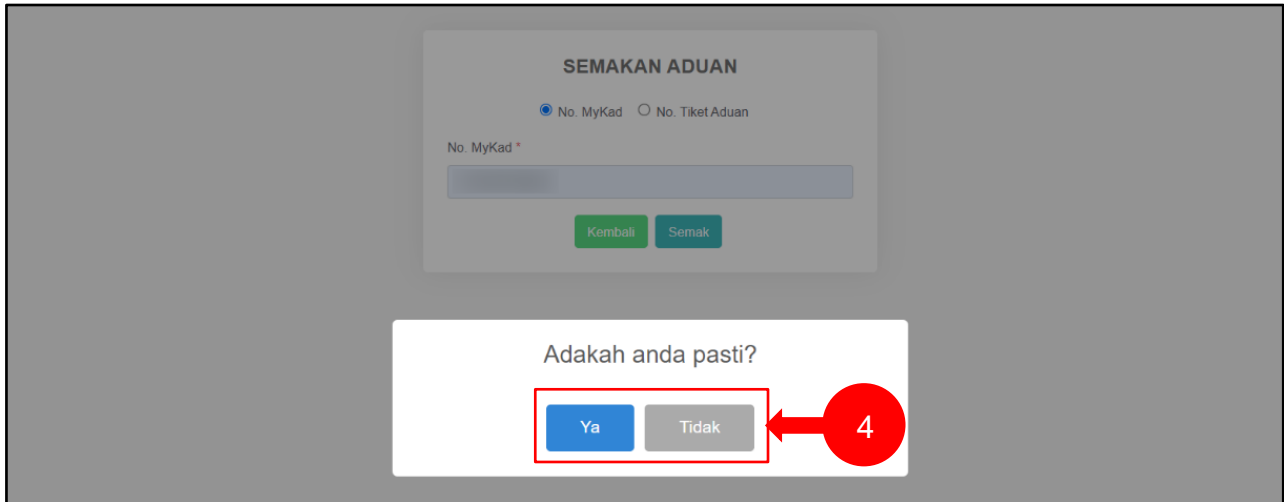 SEMAKAN ADUAN
No. MyKad No. Tiket Aduan
No. MyKad *
Kembali Semak
Adakah anda pasti?
Ya Tidak
4